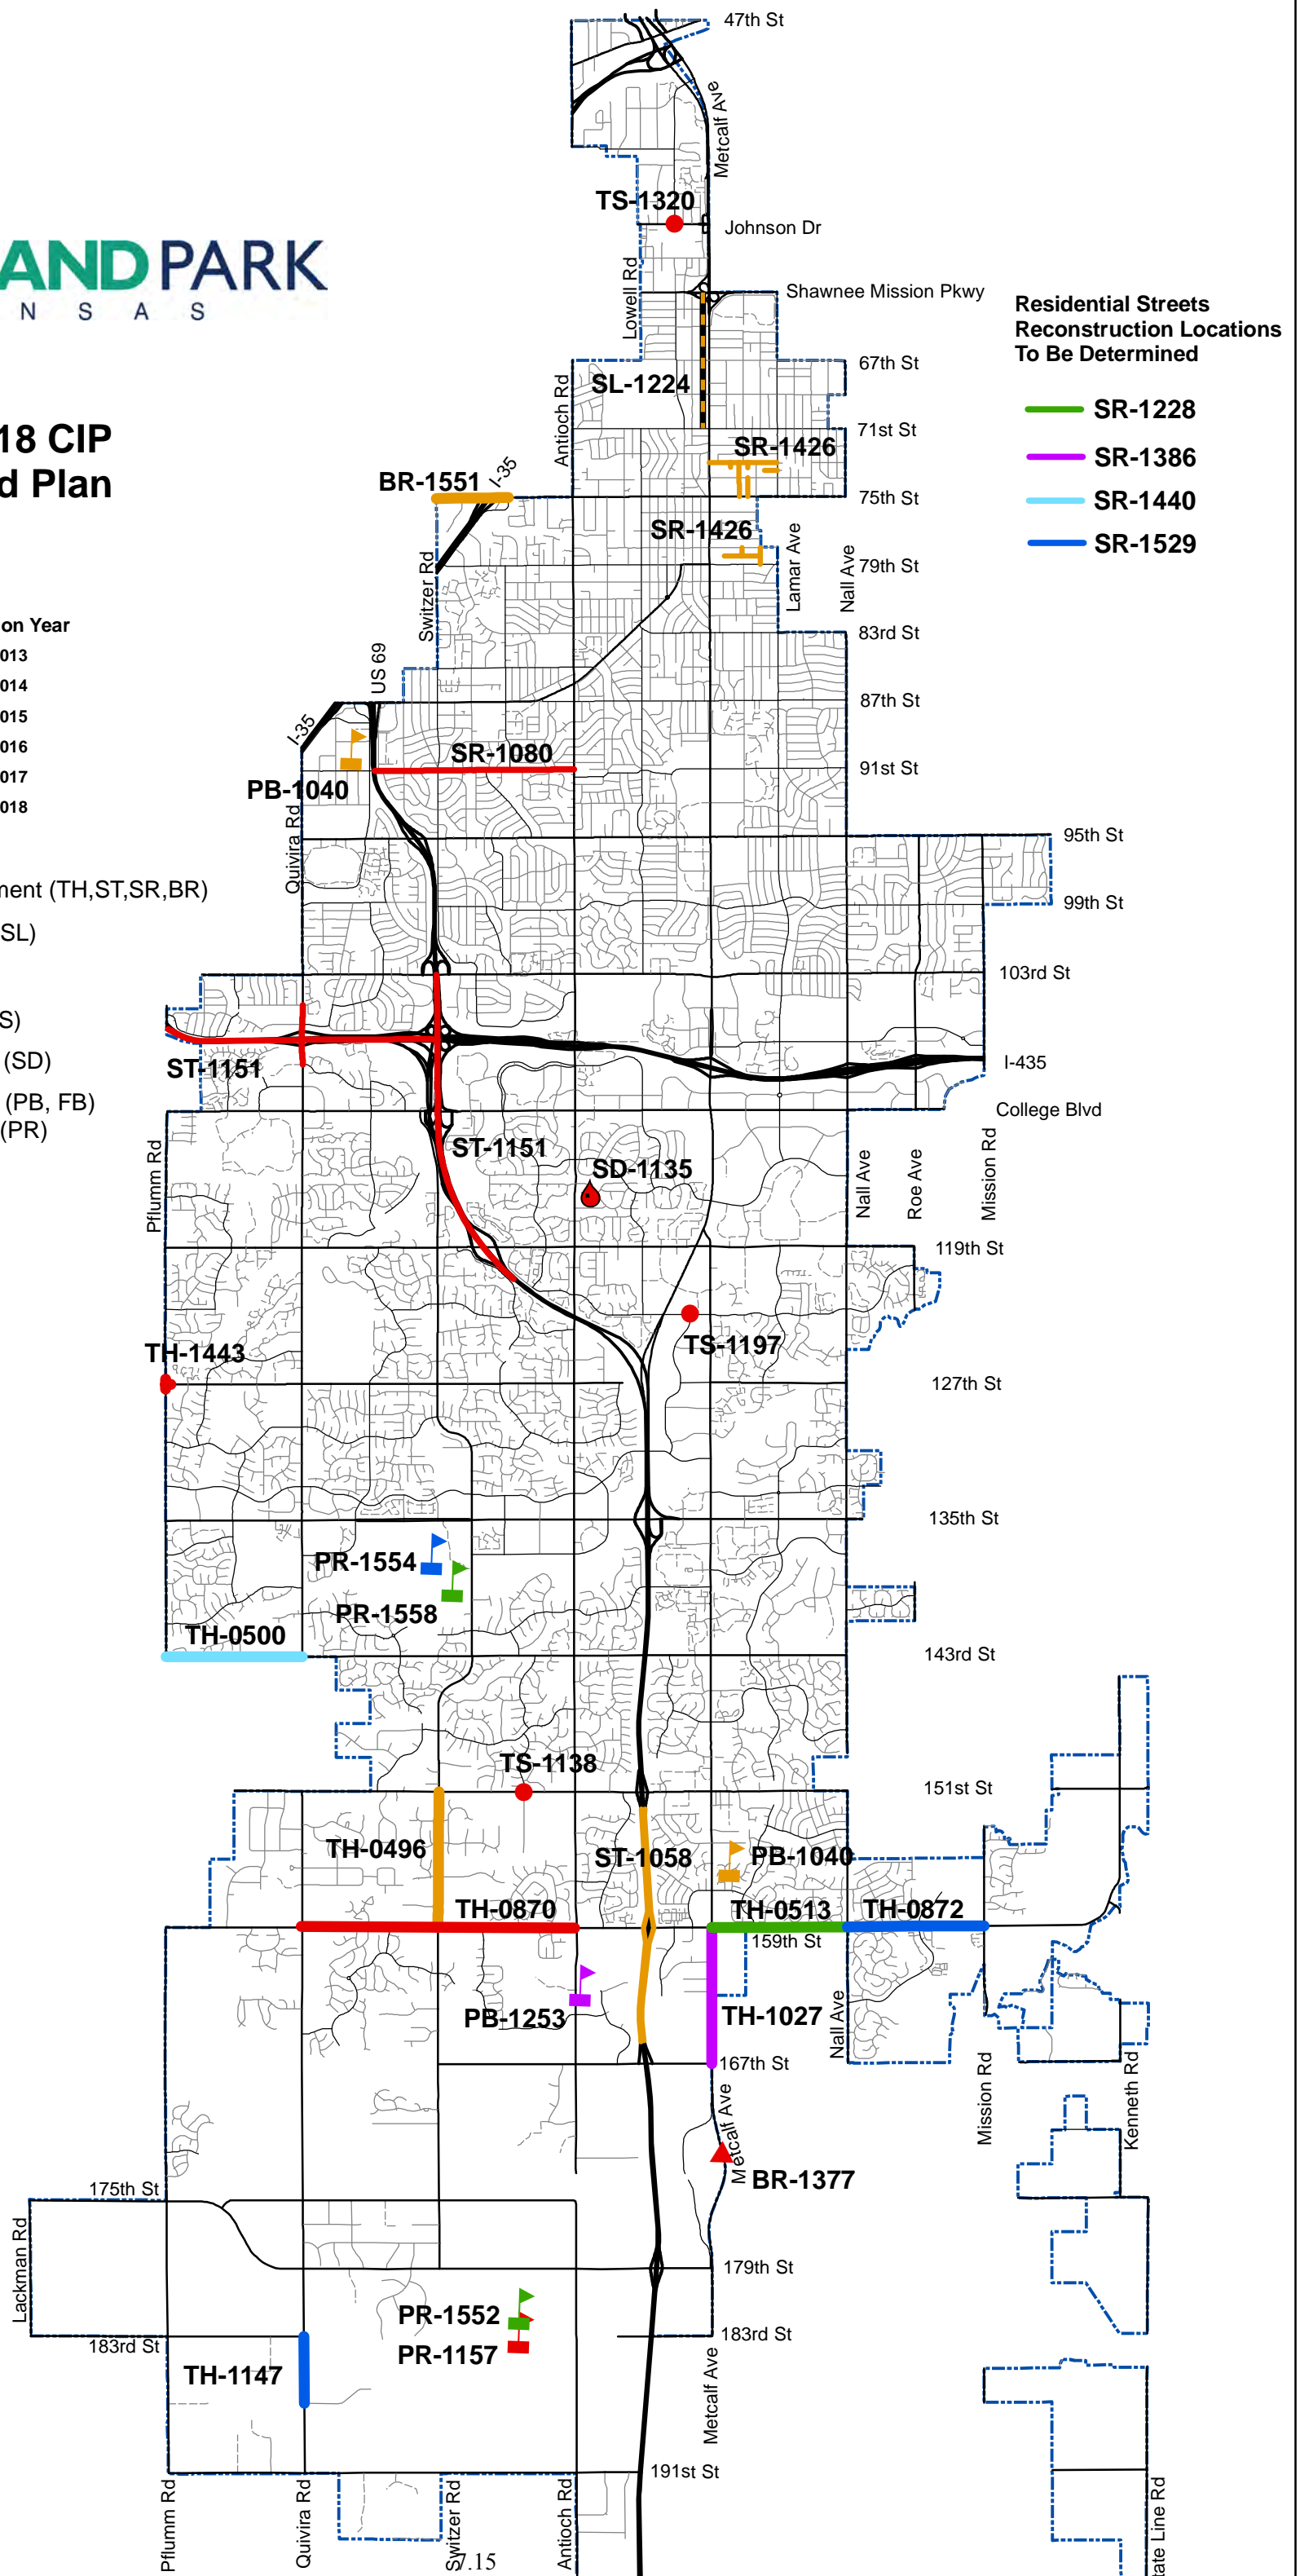 47th St
Metcalf Ave
TS-1320
Johnson Dr
AND PARK
N S A S
Lowell Rd
Shawnee Mission Pkwy
Residential Streets
Reconstruction Locations
To Be Determined
67th St
SL-1224
Antioch Rd
SR-1228
18 CIP
d Plan
71st St
SR-1426
SR-1386
BR-1551
I-35
75th St
SR-1440
SR-1426
SR-1529
Switzer Rd
Lamar Ave
Nall Ave
79th St
on Year
83rd St
013
US 69
014
87th St
015
I-35
016
SR-1080
91st St
017
PB-1040
018
Quivira Rd
95th St
ment (TH,ST,SR,BR)
99th St
SL)
103rd St
S)
ST-1151
I-435
(SD)
(PB, FB)
College Blvd
(PR)
ST-1151
SD-1135
Pflumm Rd
Nall Ave
Roe Ave
Mission Rd
119th St
TS-1197
TH-1443
127th St
135th St
PR-1554
PR-1558
TH-0500
143rd St
TS-1138
151st St
TH-0496
ST-1058
PB-1040
TH-0870
TH-0513
TH-0872
159th St
PB-1253
TH-1027
Nall Ave
167th St
Mission Rd
Kenneth Rd
Metcalf Ave
BR-1377
175th St
Lackman Rd
179th St
PR-1552
183rd St
183rd St
PR-1157
TH-1147
Metcalf Ave
191st St
Pflumm Rd
Quivira Rd
Switzer Rd
Antioch Rd
tate Line Rd
7.15